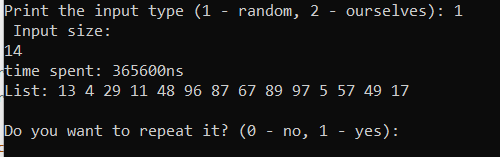 Print the input type (1 - random, 2 - ourselves): 1
Input size:
14
time spent: 365600ns
List: 13 4 29 11 48 96 87 67 89 97 5 57 49 17
Do you want to repeat it? (0 - no, 1 - yes):